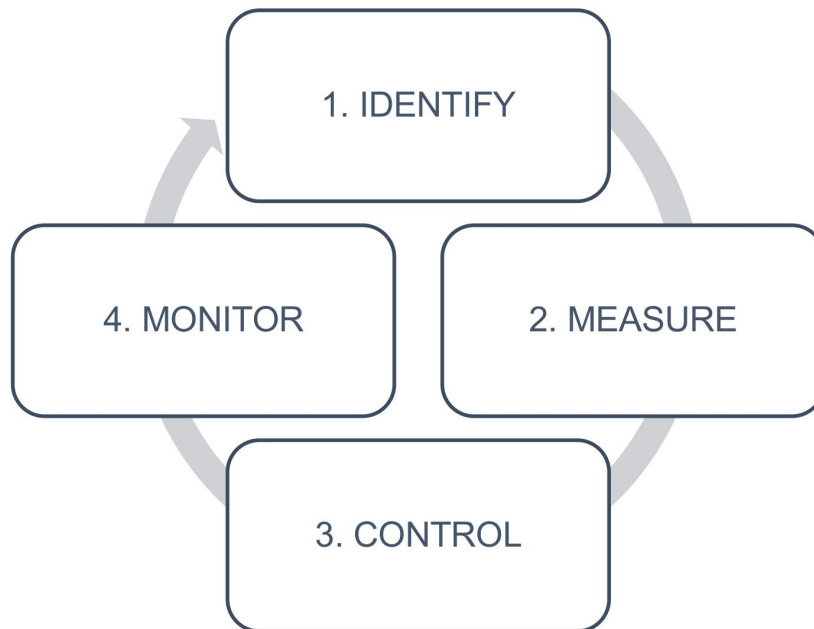 1. IDENTIFY
2. MEASURE
3. CONTROL
4. MONITOR